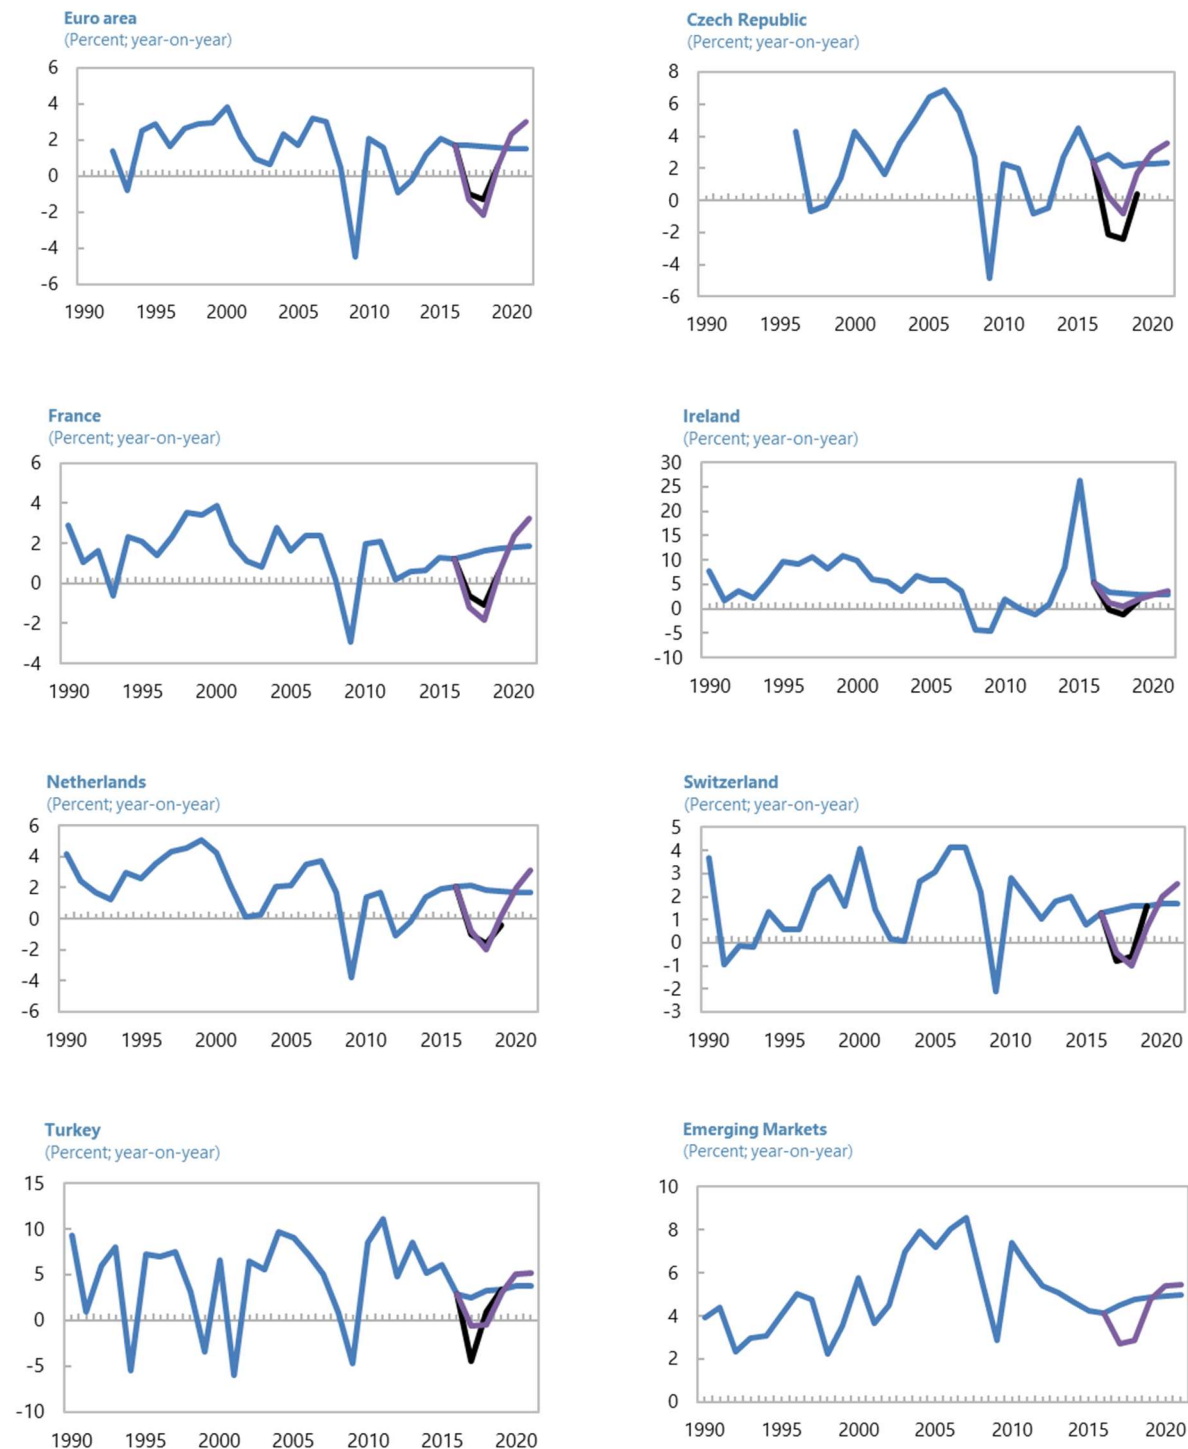 Euro area
(Percent; year-on-year)
6
4
2
0
-2
-4
-6
1990 1995 2000 2005 2010 2015 2020
Czech Republic
(Percent; year-on-year)
8
6
4
2
0
-2
-4
-6
1990 1995 2000 2005 2010 2015 2020
France
(Percent; year-on-year)
6
4
2
0
-2
-4
1990 1995 2000 2005 2010 2015 2020
Ireland
(Percent; year-on-year)
30
25
20
15
10
5
0
-5
-10
1990 1995 2000 2005 2010 2015 2020
Netherlands
(Percent; year-on-year)
6
4
2
0
-2
-4
-6
1990 1995 2000 2005 2010 2015 2020
Switzerland
(Percent; year-on-year)
5
4
3
2
1
0
-1
-2
-3
1990 1995 2000 2005 2010 2015 2020
Turkey
(Percent; year-on-year)
15
10
5
0
-5
-10
1990 1995 2000 2005 2010 2015 2020
Emerging Markets
(Percent; year-on-year)
10
8
6
4
2
0
1990 1995 2000 2005 2010 2015 2020